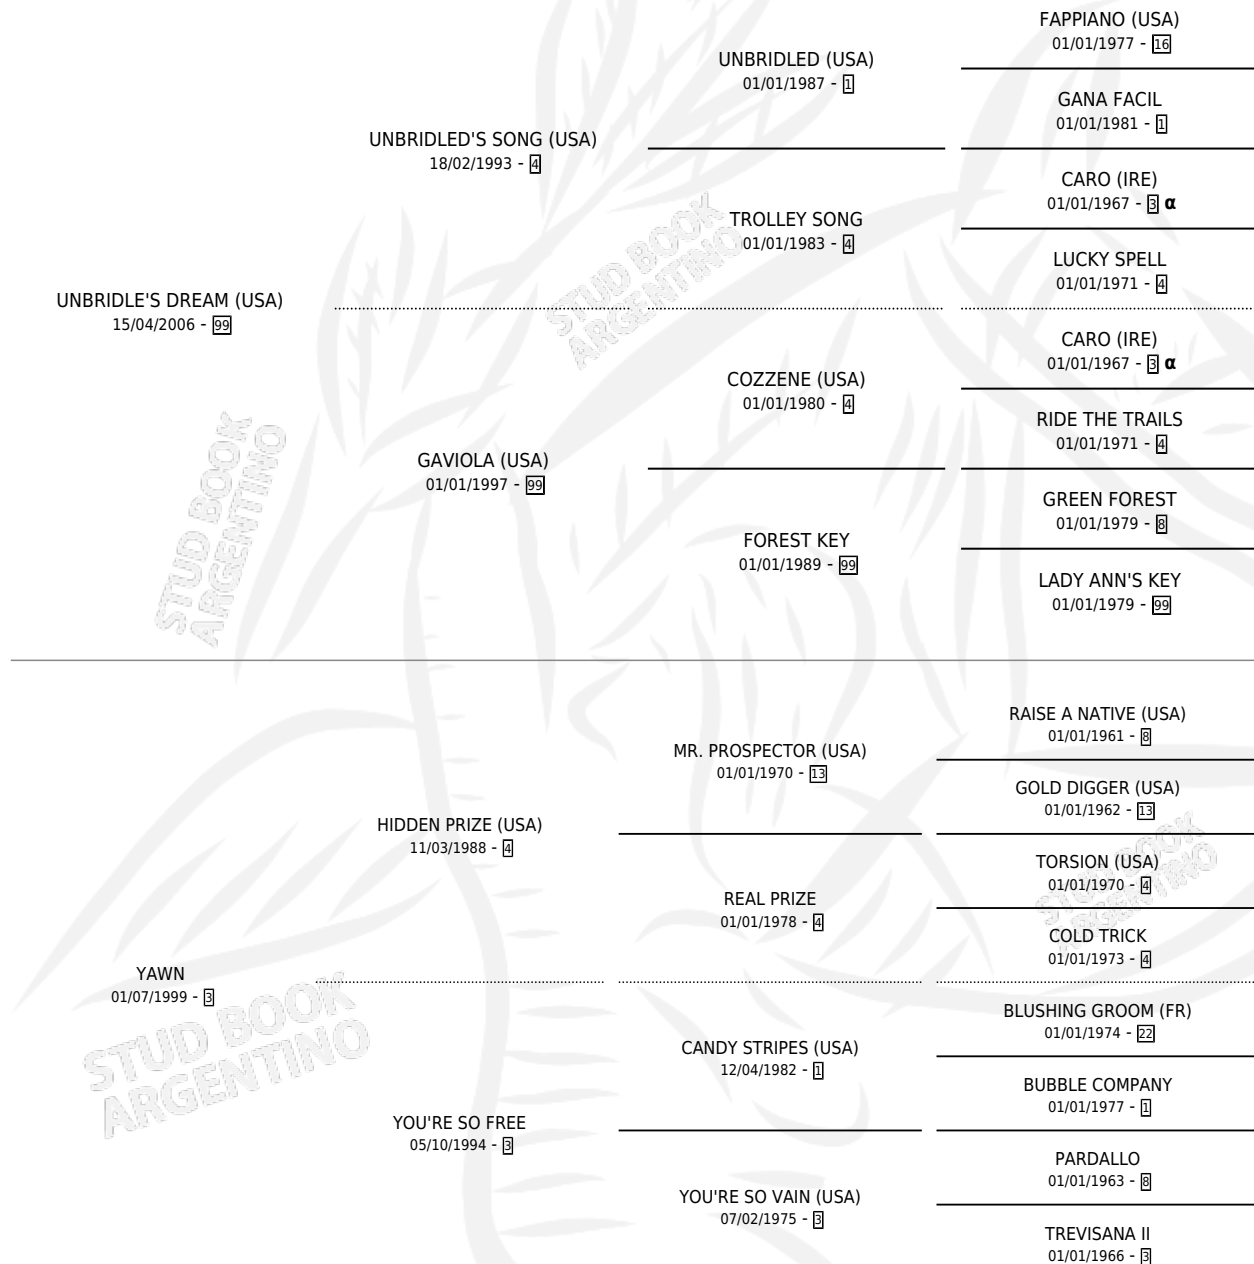 FAPPIANO (USA)
01/01/1977 - 16
UNBRIDLED (USA)
01/01/1987 - 1
GANA FACIL
01/01/1981 - 1
UNBRIDLED'S SONG (USA)
18/02/1993 - 4
CARO (IRE)
01/01/1967 - 3 α
TROLLEY SONG
01/01/1983 - 4
LUCKY SPELL
01/01/1971 - 4
UNBRIDLE'S DREAM (USA)
15/04/2006 - 99
CARO (IRE)
01/01/1967 - 3 α
COZZENE (USA)
01/01/1980 - 4
RIDE THE TRAILS
01/01/1971 - 4
GAVIOLA (USA)
01/01/1997 - 99
GREEN FOREST
01/01/1979 - 8
FOREST KEY
01/01/1989 - 99
LADY ANN'S KEY
01/01/1979 - 99
RAISE A NATIVE (USA)
01/01/1961 - 8
MR. PROSPECTOR (USA)
01/01/1970 - 13
GOLD DIGGER (USA)
01/01/1962 - 13
HIDDEN PRIZE (USA)
11/03/1988 - 4
TORSION (USA)
01/01/1970 - 4
REAL PRIZE
01/01/1978 - 4
COLD TRICK
01/01/1973 - 4
YAWN
01/07/1999 - 3
BLUSHING GROOM (FR)
01/01/1974 - 22
CANDY STRIPES (USA)
12/04/1982 - 1
BUBBLE COMPANY
01/01/1977 - 1
YOU'RE SO FREE
05/10/1994 - 3
PARDALLO
01/01/1963 - 8
YOU'RE SO VAIN (USA)
07/02/1975 - 3
TREVISANA II
01/01/1966 - 3
STUD BOOK
ARGENTINO
STUD BOOK
ARGENTINO
STUD BOOK
ARGENTINO
STUD BOOK
ARGENTINO